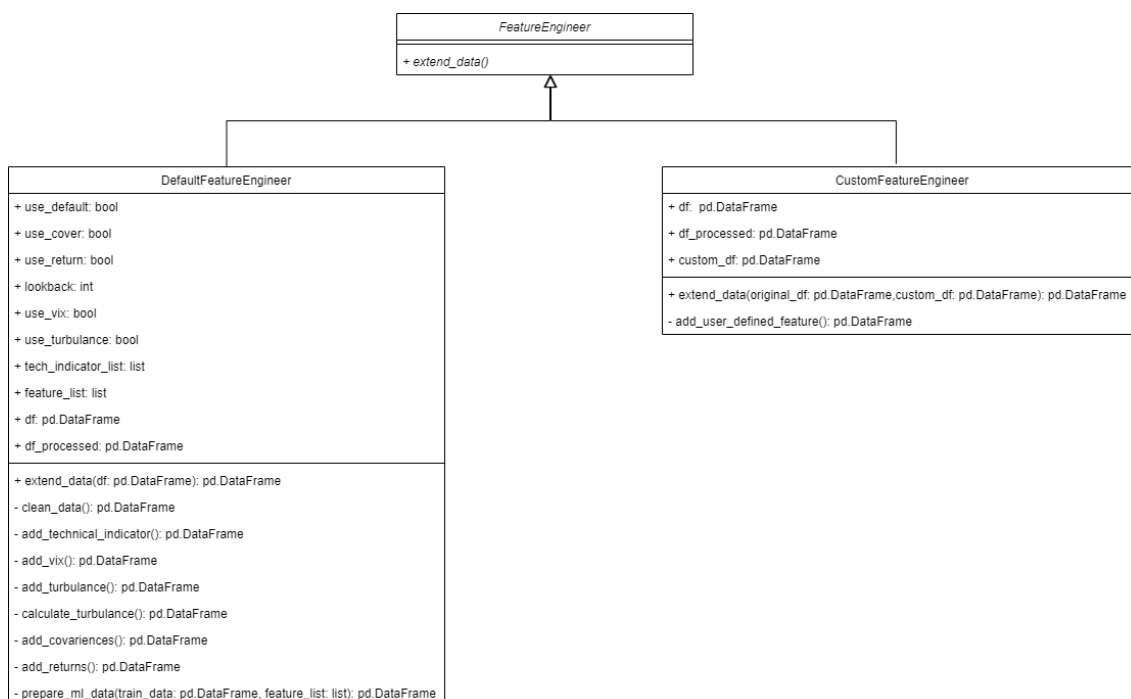 FeatureEngineer
+ extend_data()
DefaultFeatureEngineer
+ use_default: bool
+ use_cover: bool
+ use_return: bool
+ lookback: int
+ use_vix: bool
+ use_turbulance: bool
+ tech_indicator_list: list
+ feature_list: list
+ df: pd.DataFrame
+ df_processed: pd.DataFrame
+ extend_data(df: pd.DataFrame): pd.DataFrame
- clean_data(): pd.DataFrame
- add_technical_indicator(): pd.DataFrame
- add_vix(): pd.DataFrame
- add_turbulance(): pd.DataFrame
- calculate_turbulance(): pd.DataFrame
- add_covariences(): pd.DataFrame
- add_returns(): pd.DataFrame
- prepare_ml_data(train_data: pd.DataFrame, feature_list: list): pd.DataFrame
CustomFeatureEngineer
+ df: pd.DataFrame
+ df_processed: pd.DataFrame
+ custom_df: pd.DataFrame
+ extend_data(original_df: pd.DataFrame,custom_df: pd.DataFrame): pd.DataFrame
- add_user_defined_feature(): pd.DataFrame